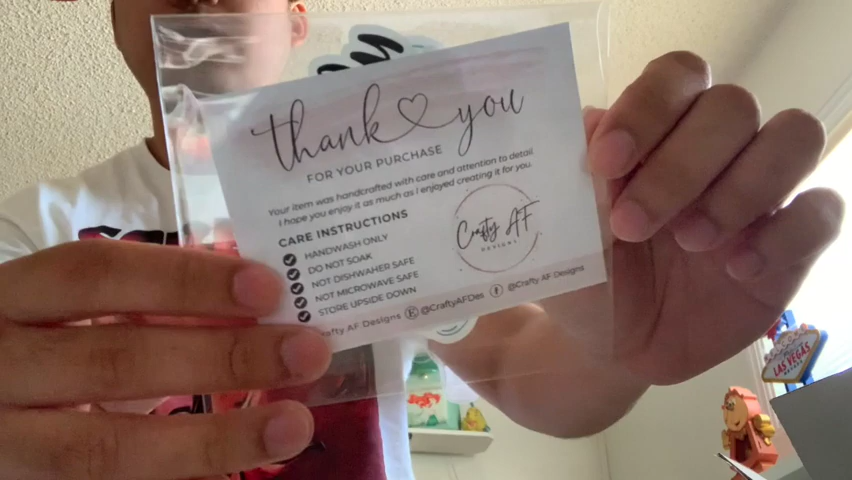 thank you
FOR YOUR PURCHASE
Your item was handcrafted with care and attention to detail.
I hope you enjoy it as much as I enjoyed creating it for you.
CARE INSTRUCTIONS
HANDWASH ONLY
DO NOT SOAK
NOT DISHWAHER SAFE
NOT MICROWAVE SAFE
STORE UPSIDE DOWN
Crafty AF
DESIGNS
afty AF Designs E @CraftyAFDes f @Crafty AF Designs
LAS VEGAS